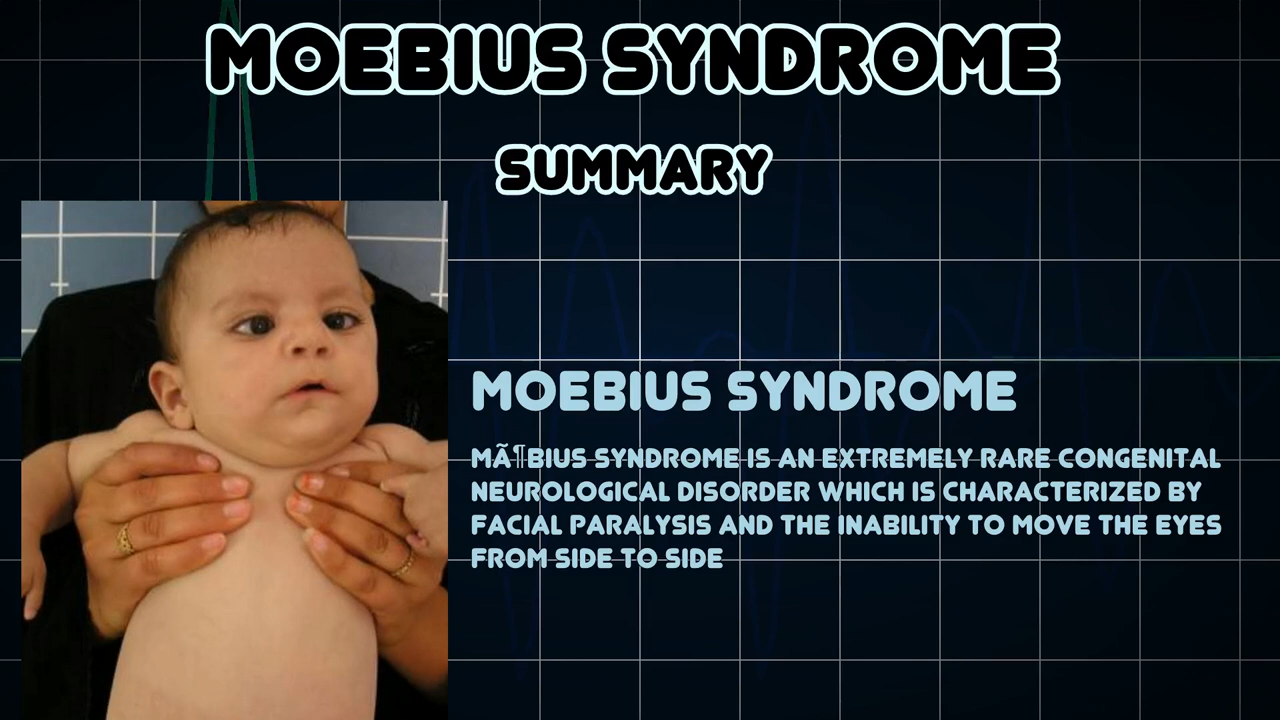 MOEBIUS SYNDROME
SUMMARY
MOEBIUS SYNDROME
MÃ¶BIUS SYNDROME IS AN EXTREMELY RARE CONGENITAL
NEUROLOGICAL DISORDER WHICH IS CHARACTERIZED BY
FACIAL PARALYSIS AND THE INABILITY TO MOVE THE EYES
FROM SIDE TO SIDE